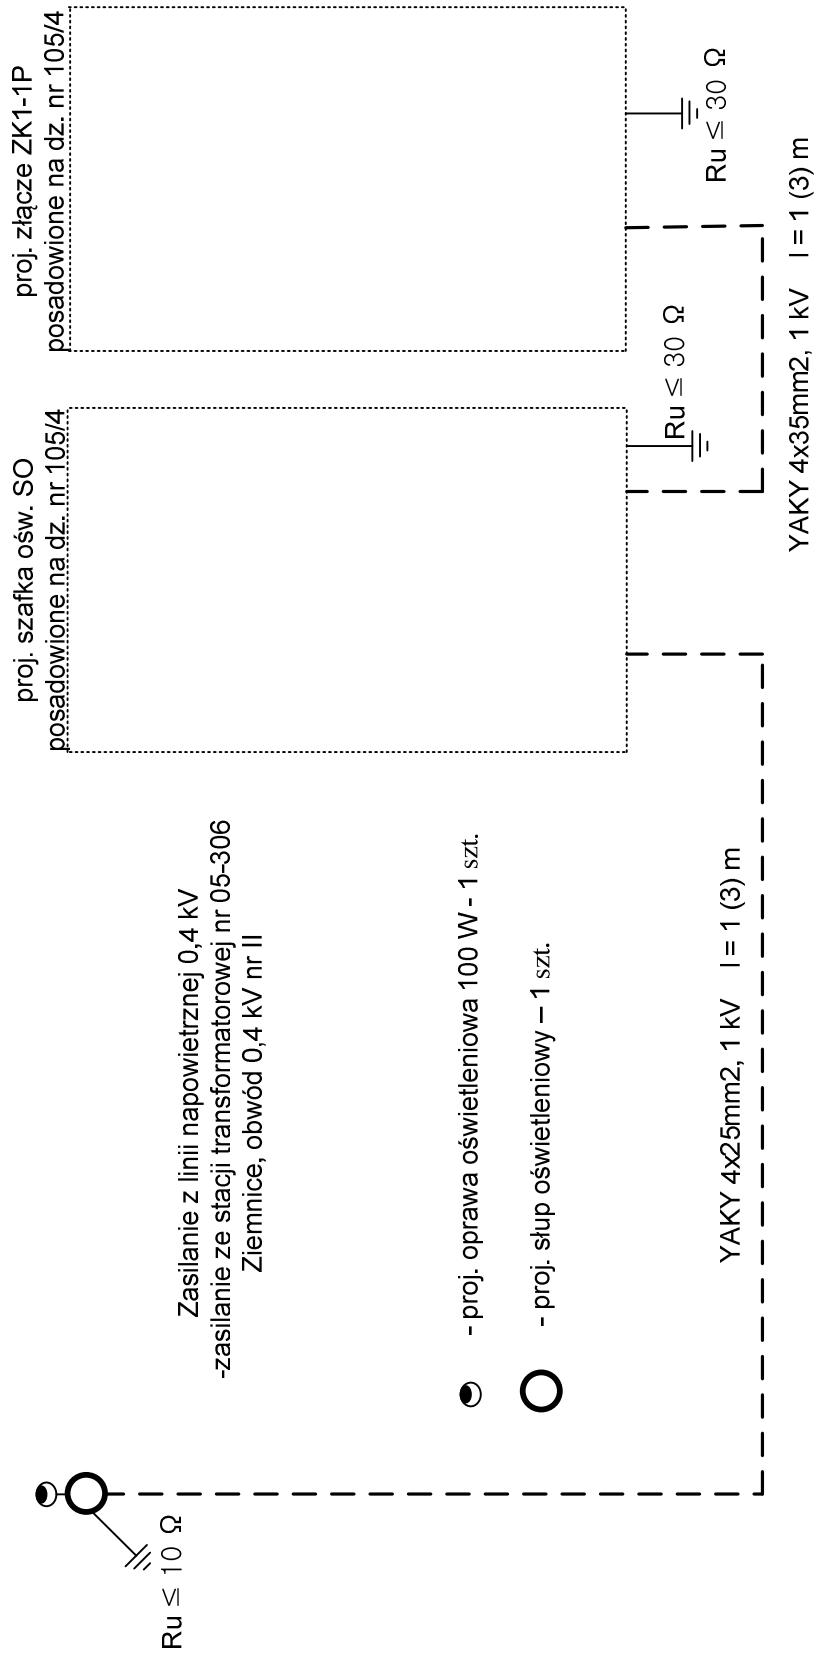 proj. złącze ZK1-1P
posadowione na dz. nr 105/4
Ru ≤ 30 Ω
YAKY 4x35mm2, 1 kV l = 1 (3) m
proj. szafka ośw. SO
posadowione na dz. nr 105/4
Ru ≤ 30 Ω
Zasilanie z linii napowietrznej 0,4 kV
-zasilanie ze stacji transformatorowej nr 05-306
Ziemnice, obwód 0,4 kV nr II
- proj. oprawa oświetleniowa 100 W - 1 szt.
- proj. słup oświetleniowy – 1 szt.
YAKY 4x25mm2, 1 kV l = 1 (3) m
Ru ≤ 10 Ω